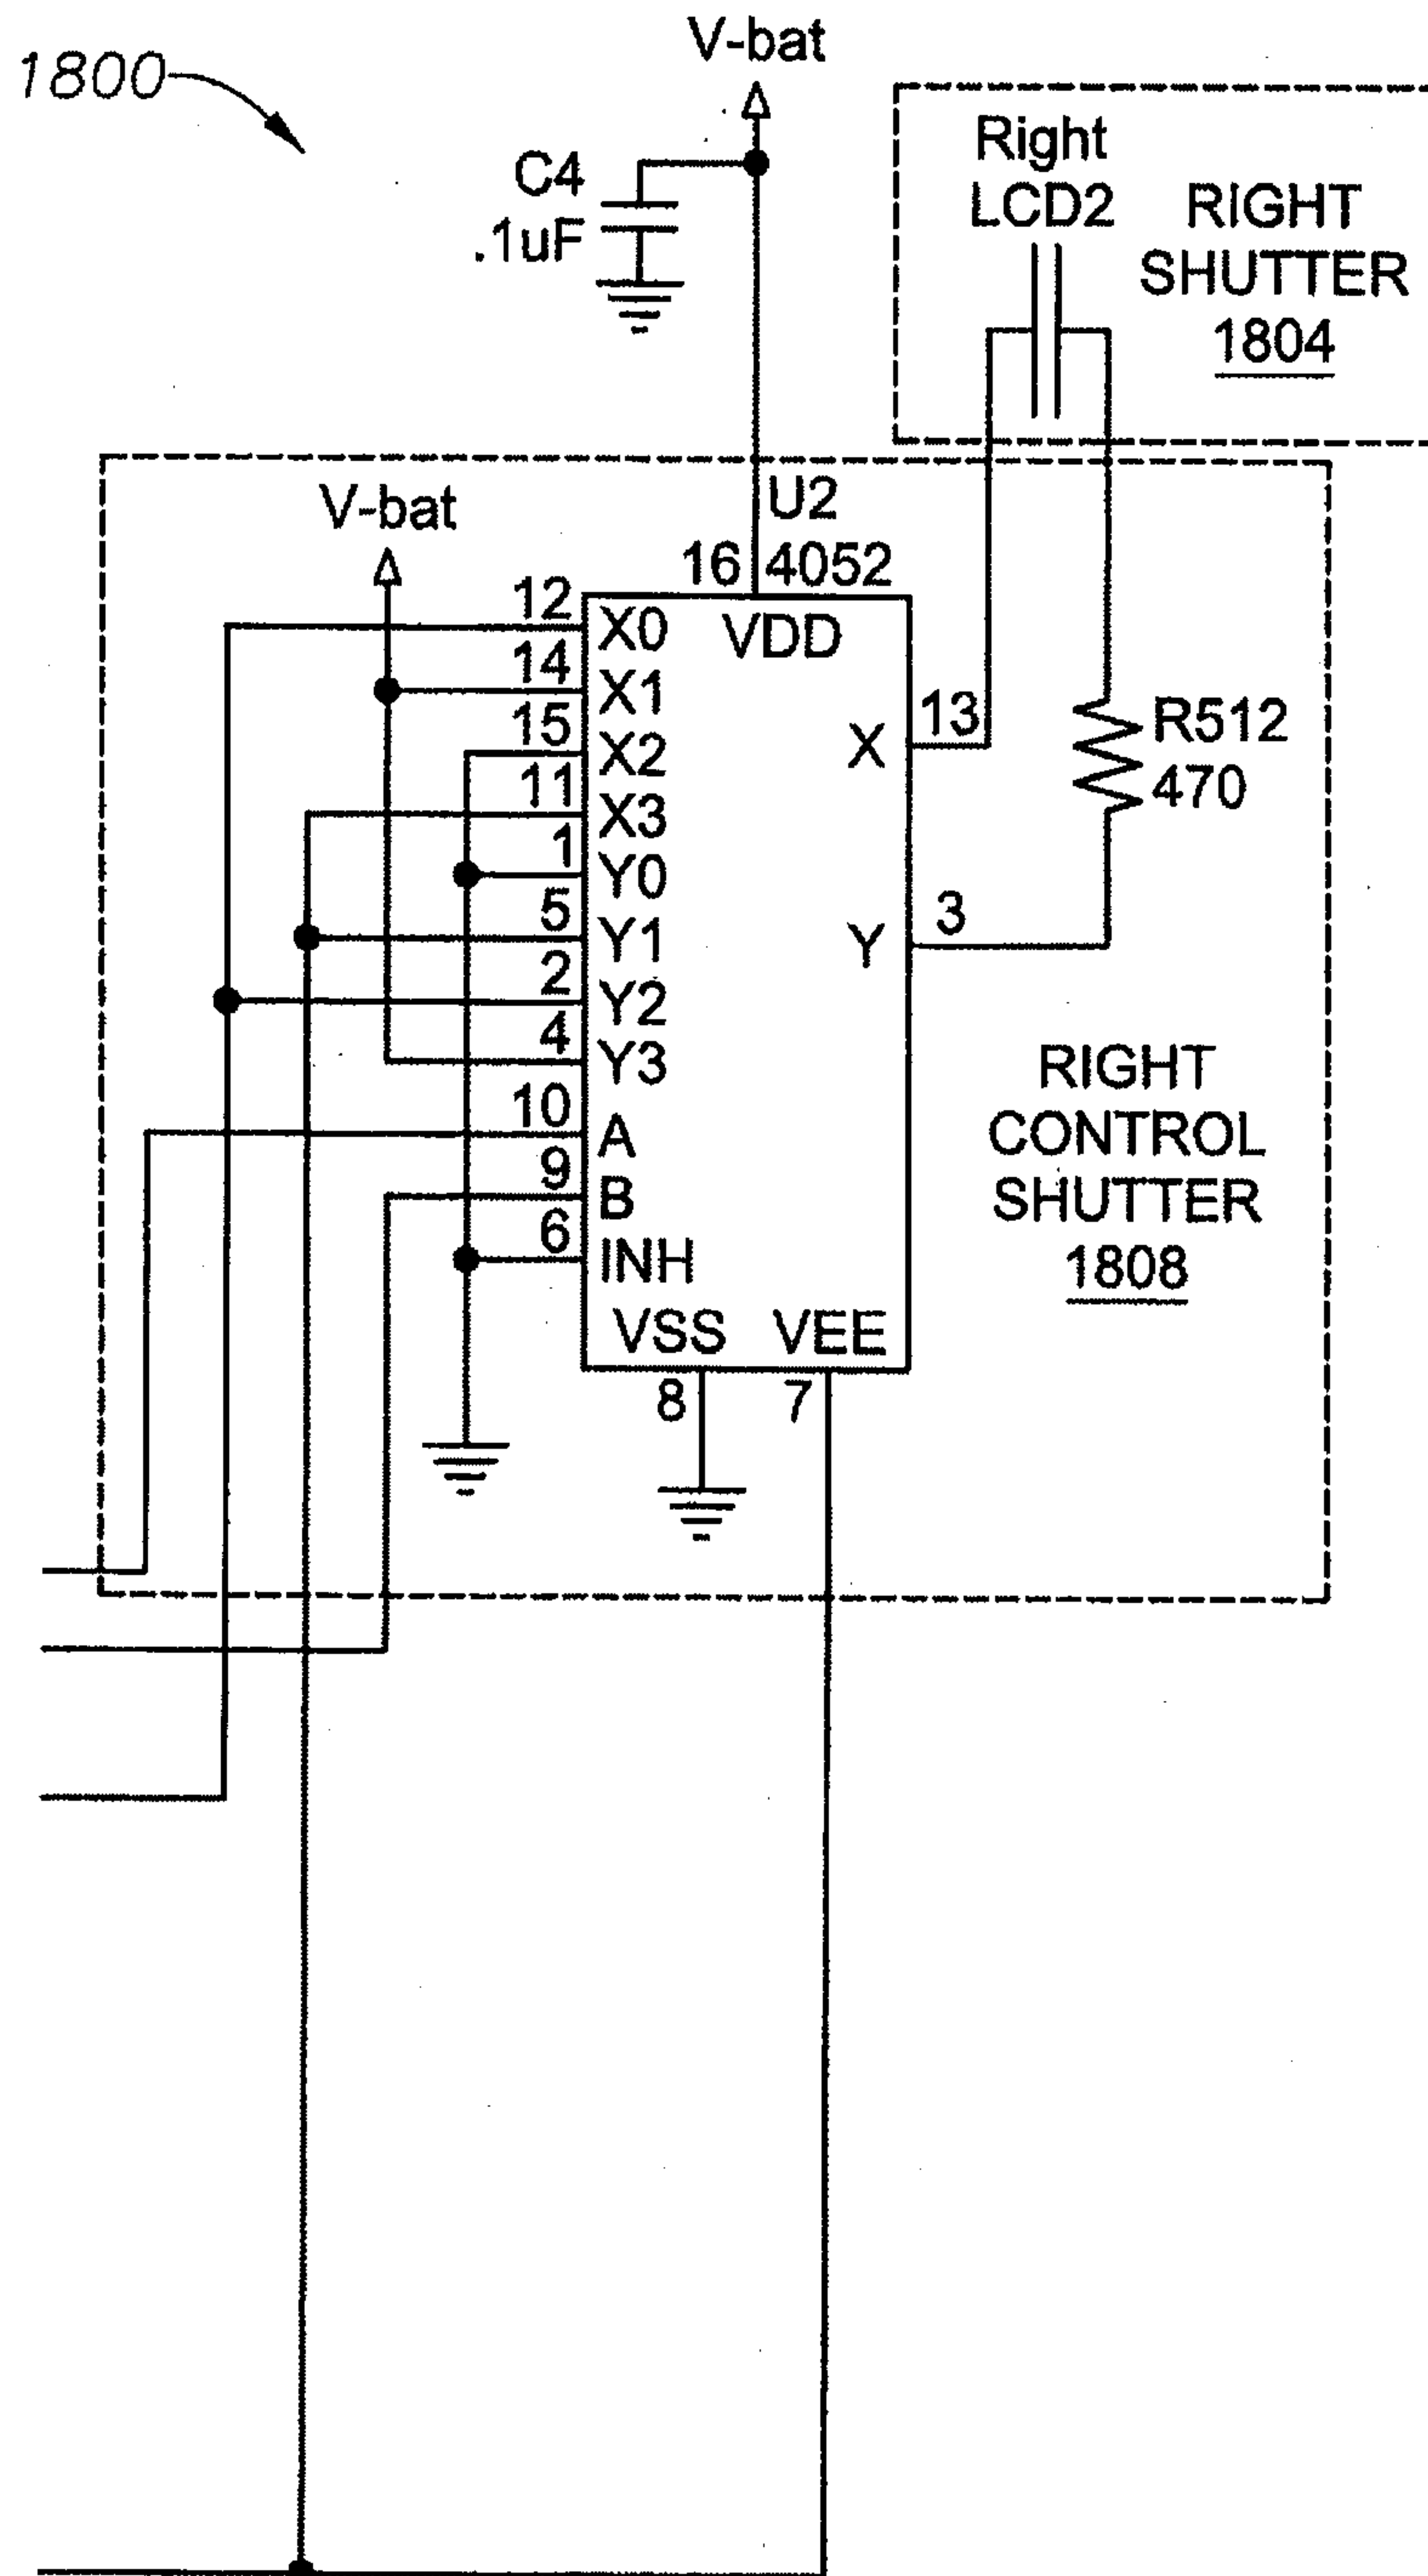 1800
V-bat
C4
.1uF
Right
LCD2
RIGHT
SHUTTER
1804
V-bat
U2
16
4052
12
X0
VDD
14
X1
15
X2
11
X3
1
Y0
5
Y1
2
Y2
4
Y3
10
A
9
B
6
INH
X
13
R512
470
Y
3
RIGHT
CONTROL
SHUTTER
1808
VSS
VEE
8
7